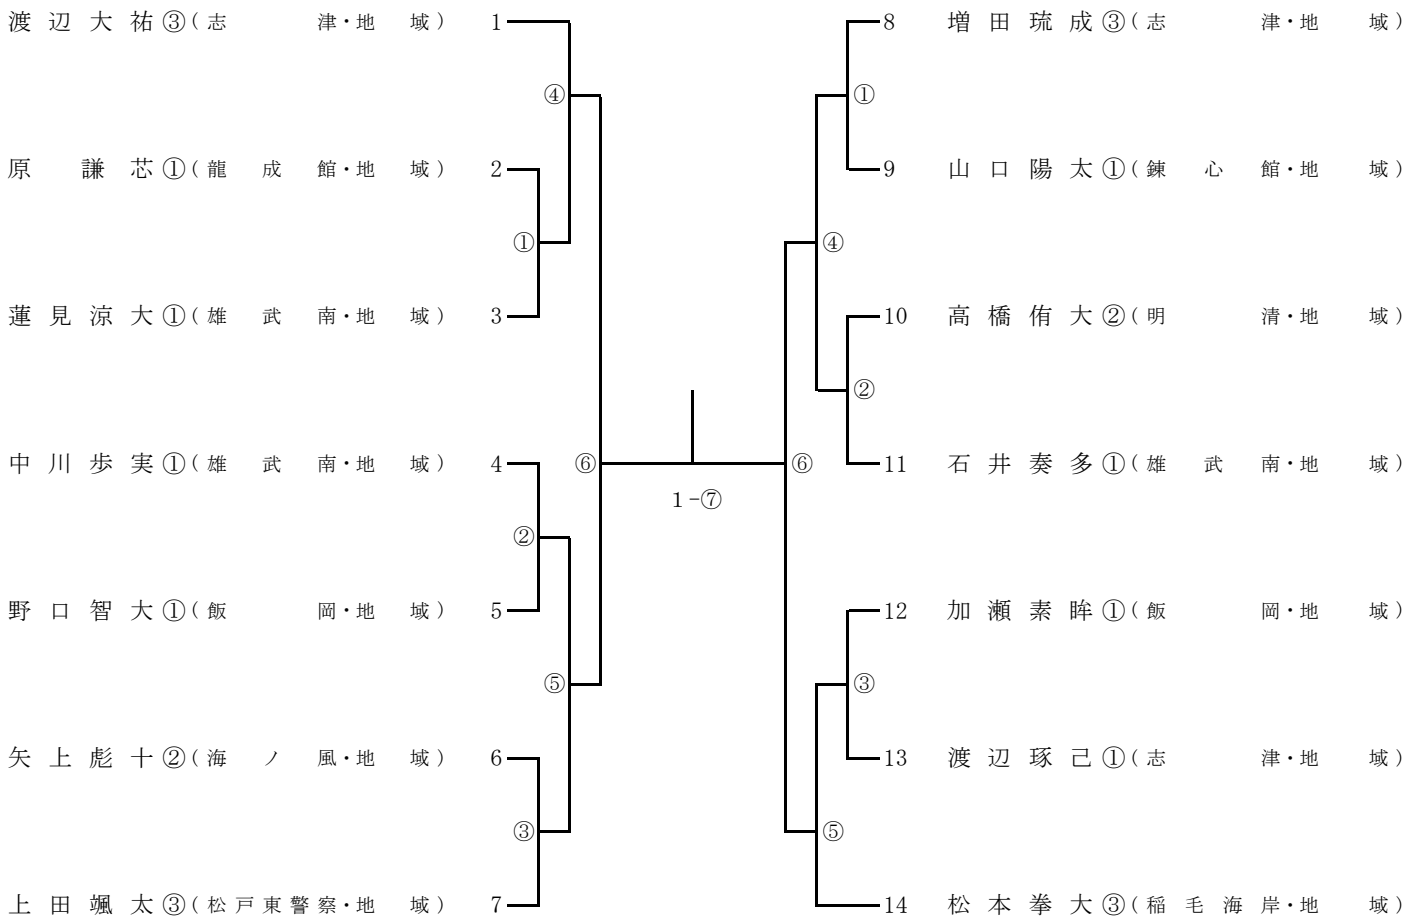 渡辺大祐③(志津・地域) 1
原謙芯①(龍成館・地域) 2
蓮見涼大①(雄武南・地域) 3
中川歩実①(雄武南・地域) 4
野口智大①(飯岡・地域) 5
矢上彪十②(海ノ風・地域) 6
上田颯太③(松戸東警察・地域) 7
④
①
②
⑤
③
⑥
1-⑦
⑥
①
④
②
③
⑤
8 増田琉成③(志津・地域)
9 山口陽太①(錬心館・地域)
10 高橋侑大②(明清・地域)
11 石井奏多①(雄武南・地域)
12 加瀬素眸①(飯岡・地域)
13 渡辺琢己①(志津・地域)
14 松本拳大③(稲毛海岸・地域)